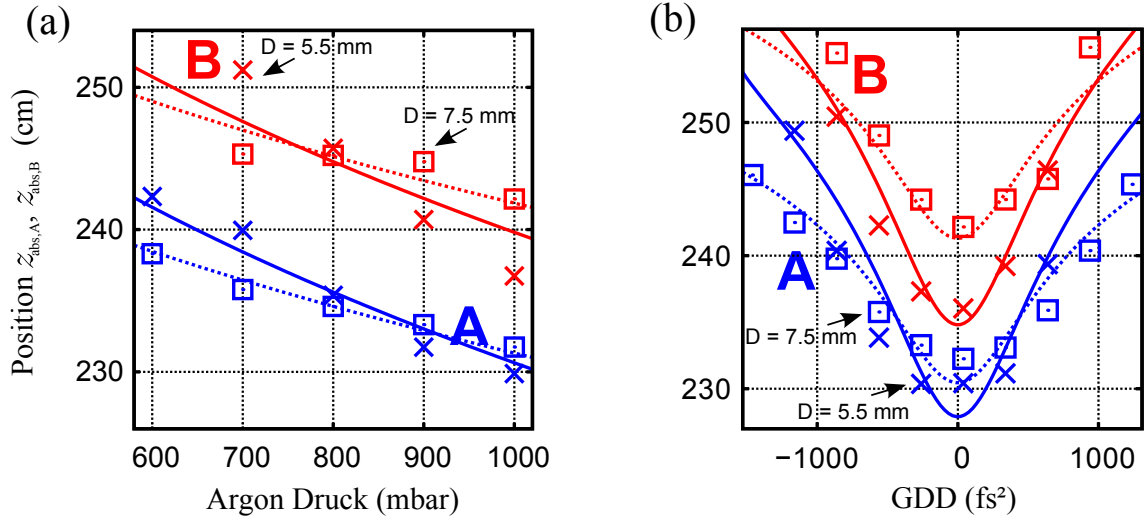 (a)
Position z_abs,A, z_abs,B (cm)
250
240
230
600 700 800 900 1000
Argon Druck (mbar)
B
D = 5.5 mm
D = 7.5 mm
A
(b)
250
240
230
−1000 0 1000
GDD (fs²)
B
A
D = 7.5 mm
D = 5.5 mm